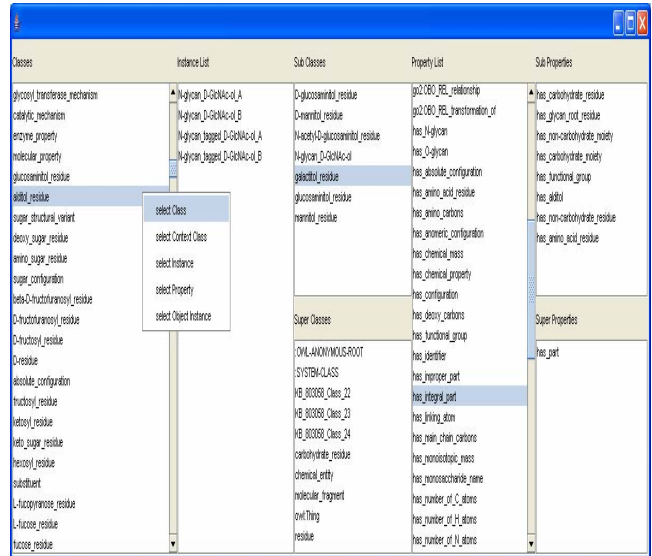 Classes
glycosyl_transferase_mechanism
catalytic_mechanism
enzyme_property
molecular_property
glucosaminitol_residue
alditol_residue
sugar_structural_variant
deoxy_sugar_residue
amino_sugar_residue
sugar_configuration
beta-D-fructofuranosyl_residue
D-fructofuranosyl_residue
D-fructosyl_residue
D-residue
absolute_configuration
fructosyl_residue
ketosyl_residue
keto_sugar_residue
hexosyl_residue
substituent
L-fucopyranose_residue
L-fucose_residue
fucose_residue
select Class
select Context Class
select Instance
select Property
select Object Instance
Instance List
N-glycan_D-GlcNAc-ol_A
N-glycan_D-GlcNAc-ol_B
N-glycan_tagged_D-GlcNAc-ol_A
N-glycan_tagged_D-GlcNAc-ol_B
Sub Classes
D-glucosaminitol_residue
D-mannitol_residue
N-acetyl-D-glucosaminitol_residue
N-glycan_D-GlcNAc-ol
galactitol_residue
glucosaminitol_residue
mannitol_residue
Super Classes
:OWL-ANONYMOUS-ROOT
:SYSTEM-CLASS
KB_803058_Class_22
KB_803058_Class_23
KB_803058_Class_24
carbohydrate_residue
chemical_entity
molecular_fragment
owl:Thing
residue
Property List
go2:OBO_REL_relationship
go2:OBO_REL_transformation_of
has_N-glycan
has_O-glycan
has_absolute_configuration
has_amino_acid_residue
has_amino_carbons
has_anomeric_configuration
has_chemical_mass
has_chemical_property
has_configuration
has_deoxy_carbons
has_functional_group
has_identifier
has_improper_part
has_integral_part
has_linking_atom
has_main_chain_carbons
has_monoisotopic_mass
has_monosaccharide_name
has_number_of_C_atoms
has_number_of_H_atoms
has_number_of_N_atoms
Sub Properties
has_carbohydrate_residue
has_glycan_root_residue
has_non-carbohydrate_moiety
has_carbohydrate_moiety
has_functional_group
has_alditol
has_non-carbohydrate_residue
has_amino_acid_residue
Super Properties
has_part